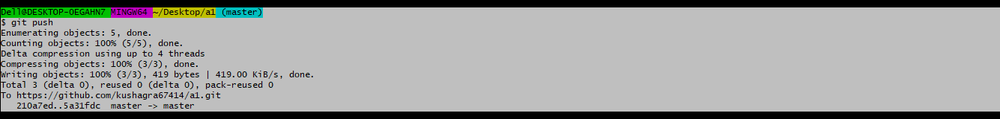 Dell@DESKTOP-OEGAHN7 MINGW64 ~/Desktop/a1 (master)
$ git push
Enumerating objects: 5, done.
Counting objects: 100% (5/5), done.
Delta compression using up to 4 threads
Compressing objects: 100% (3/3), done.
Writing objects: 100% (3/3), 419 bytes | 419.00 KiB/s, done.
Total 3 (delta 0), reused 0 (delta 0), pack-reused 0
To https://github.com/kushagra67414/a1.git
   210a7ed..5a31fdc  master -> master